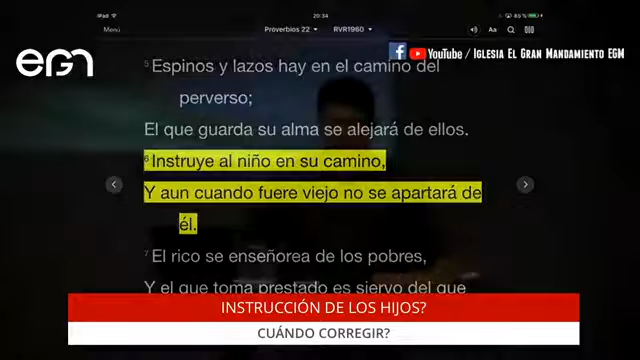 iPad
20:34
85 %
Menú
Proverbios 22
RVR1960
Aa
EGM
YouTube / Iglesia El Gran Mandamiento EGM
5 Espinos y lazos hay en el camino del
perverso;
El que guarda su alma se alejará de ellos.
6 Instruye al niño en su camino,
Y aun cuando fuere viejo no se apartará de
él.
7 El rico se enseñorea de los pobres,
Y el que toma prestado es siervo del que
INSTRUCCIÓN DE LOS HIJOS?
CUÁNDO CORREGIR?